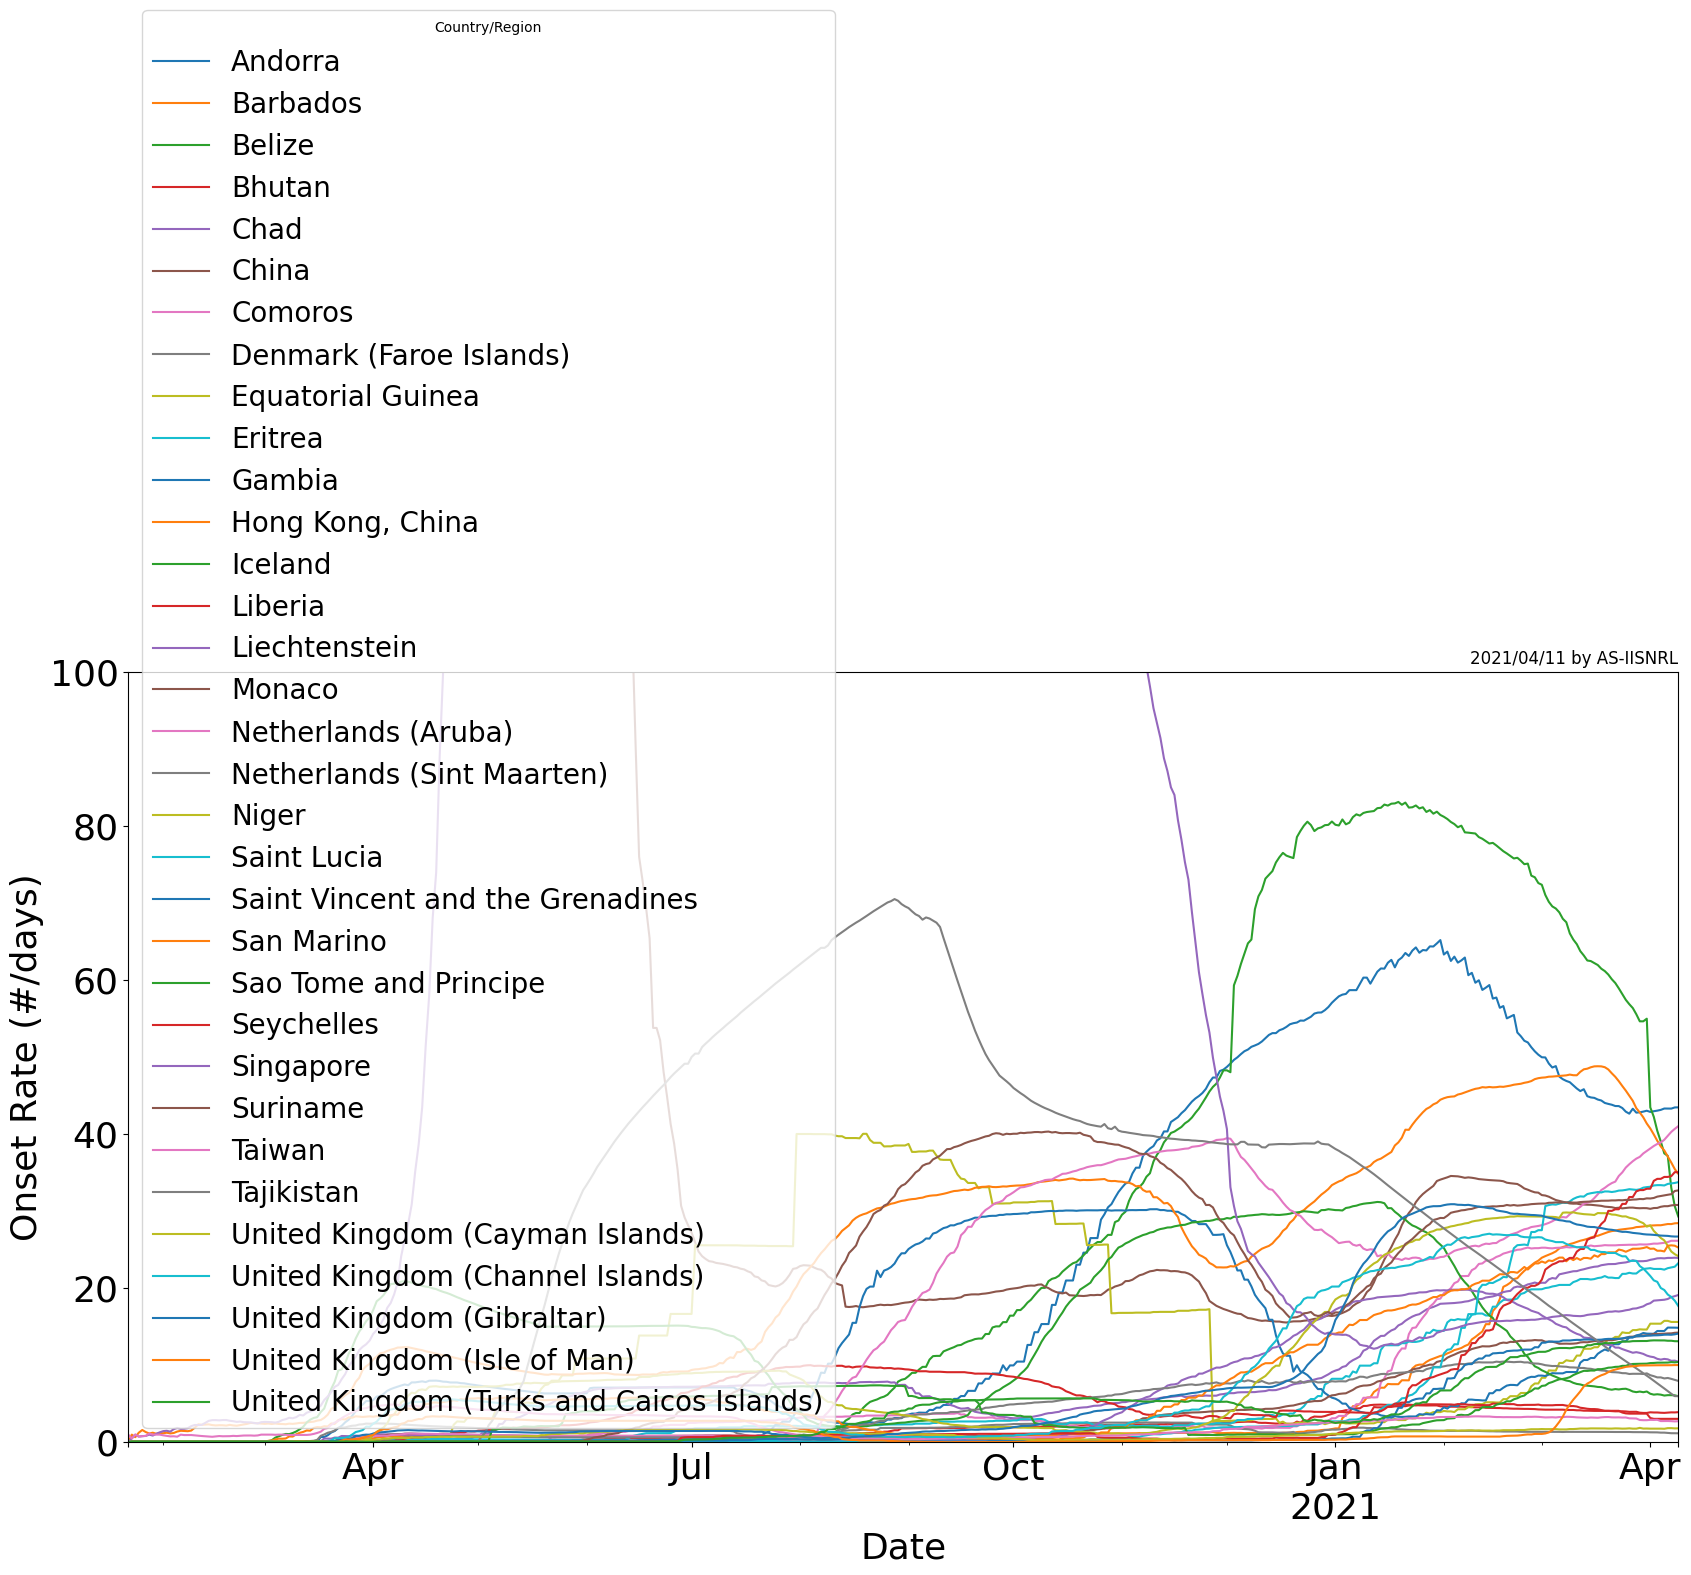 Country/Region
Andorra
Barbados
Belize
Bhutan
Chad
China
Comoros
Denmark (Faroe Islands)
Equatorial Guinea
Eritrea
Gambia
Hong Kong, China
Iceland
Liberia
Liechtenstein
Monaco
Netherlands (Aruba)
Netherlands (Sint Maarten)
Niger
Saint Lucia
Saint Vincent and the Grenadines
San Marino
Sao Tome and Principe
Seychelles
Singapore
Suriname
Taiwan
Tajikistan
United Kingdom (Cayman Islands)
United Kingdom (Channel Islands)
United Kingdom (Gibraltar)
United Kingdom (Isle of Man)
United Kingdom (Turks and Caicos Islands)
2021/04/11 by AS-IISNRL
100
80
60
40
20
0
Onset Rate (#/days)
Apr Jul Oct Jan Apr
2021
Date